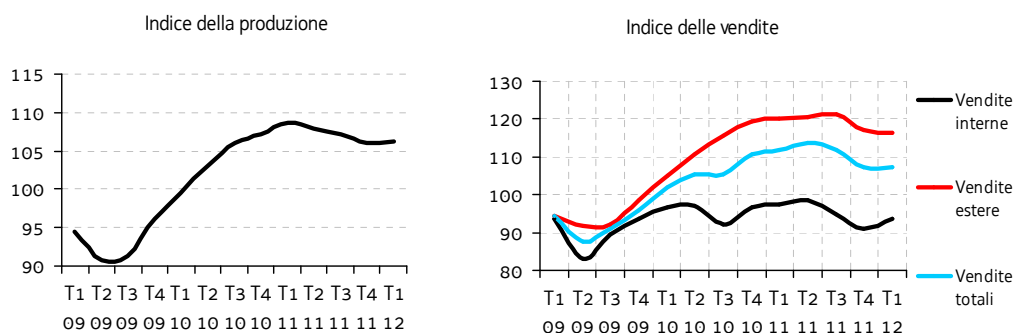 Indice della produzione
115
110
105
100
95
90
T1 T2 T3 T4 T1 T2 T3 T4 T1 T2 T3 T4 T1
09 09 09 09 10 10 10 10 11 11 11 11 12
Indice delle vendite
130
120
110
100
90
80
T1 T2 T3 T4 T1 T2 T3 T4 T1 T2 T3 T4 T1
09 09 09 09 10 10 10 10 11 11 11 11 12
Vendite
interne
Vendite
estere
Vendite
totali